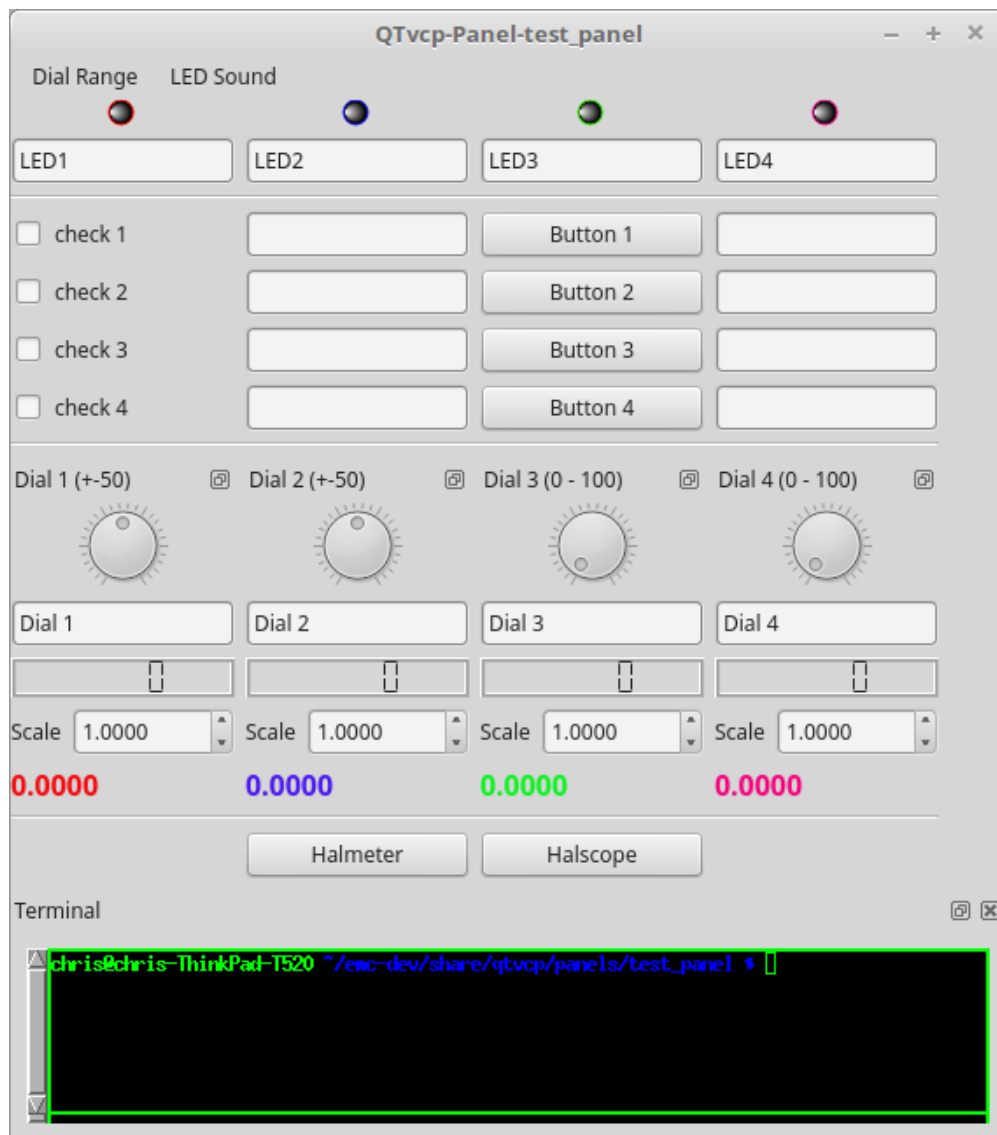 QTvcp-Panel-test_panel
Dial Range LED Sound
LED1 LED2 LED3 LED4
check 1 Button 1
check 2 Button 2
check 3 Button 3
check 4 Button 4
Dial 1 (+-50) Dial 2 (+-50) Dial 3 (0 - 100) Dial 4 (0 - 100)
Dial 1 Dial 2 Dial 3 Dial 4
0 0 0 0
Scale 1.0000 Scale 1.0000 Scale 1.0000 Scale 1.0000
0.0000 0.0000 0.0000 0.0000
Halmeter Halscope
Terminal
chris@chris-ThinkPad-T520 ~/emc-dev/share/qtvcp/panels/test_panel $